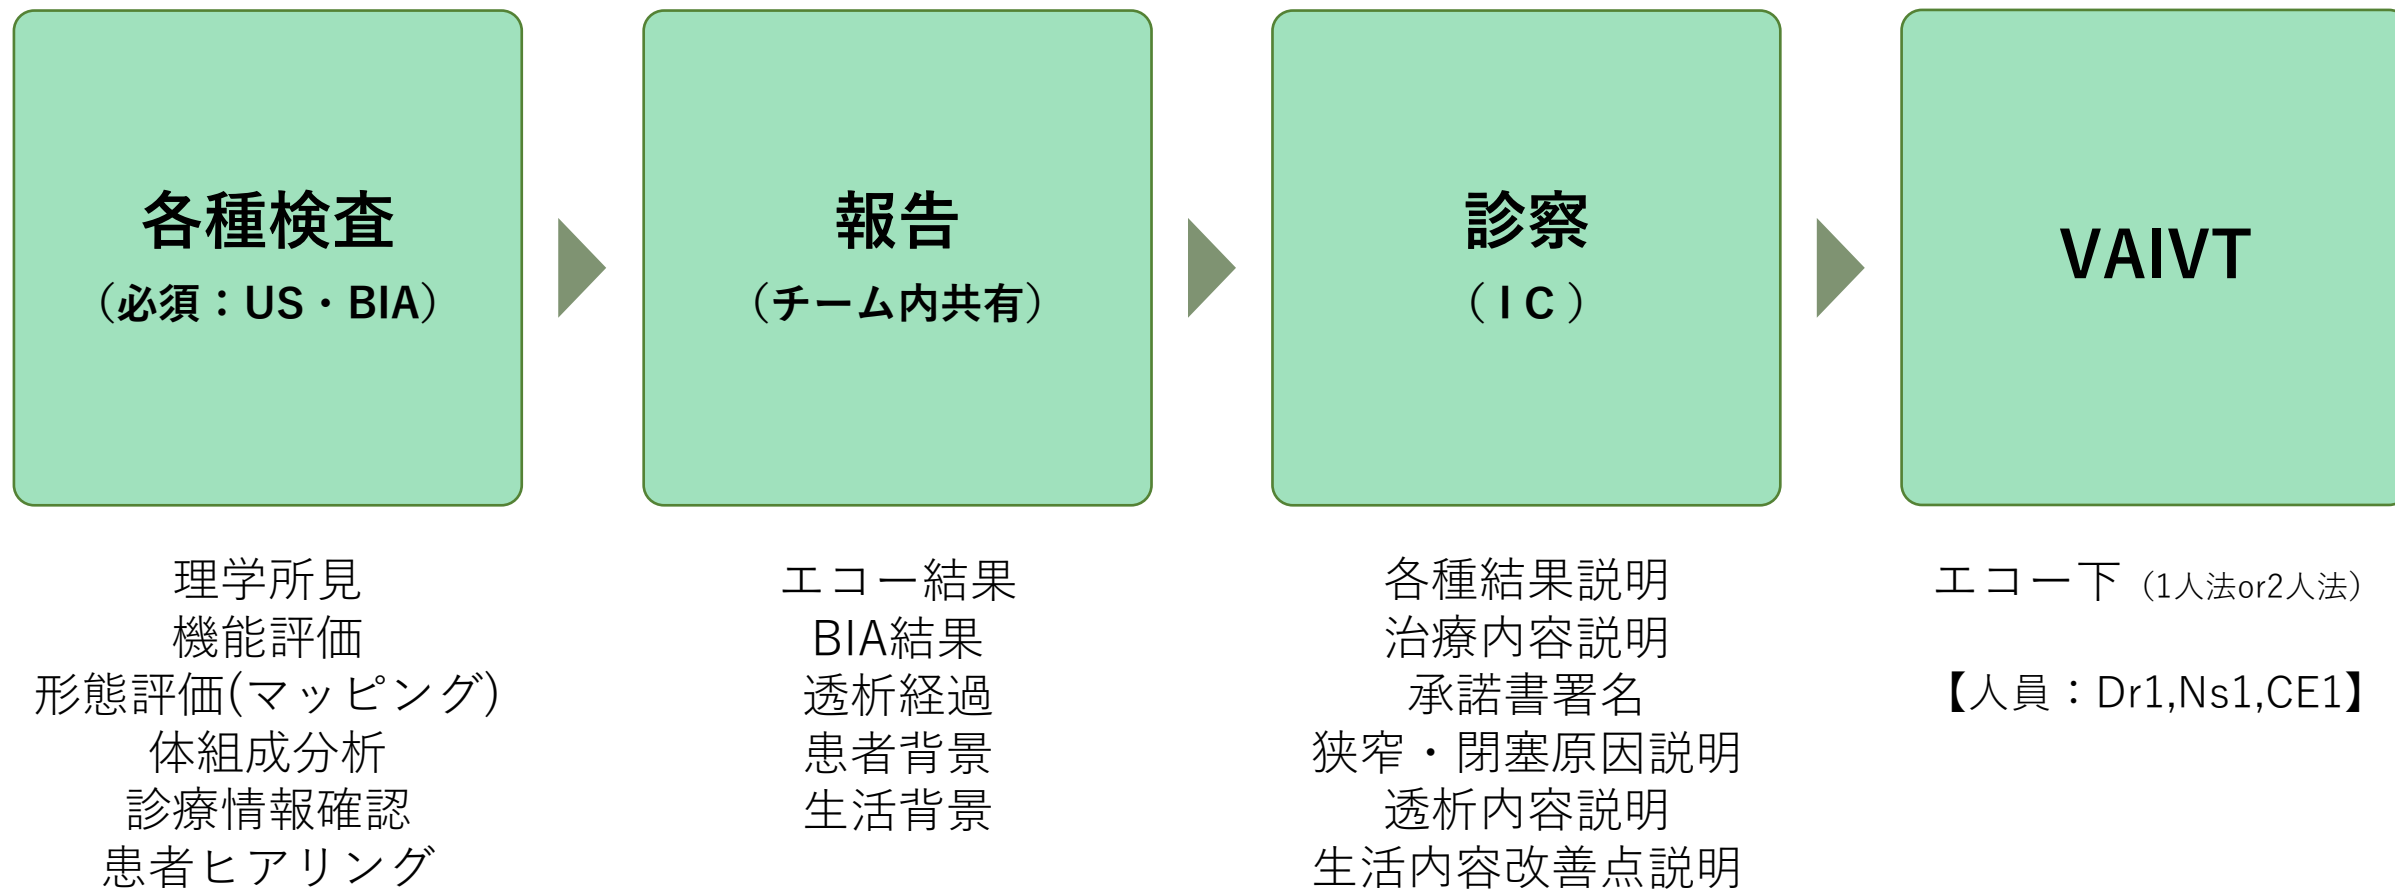 各種検査
（必須：US・BIA）
理学所見
機能評価
形態評価(マッピング)
体組成分析
診療情報確認
患者ヒアリング
報告
（チーム内共有）
エコー結果
BIA結果
透析経過
患者背景
生活背景
診察
（ＩＣ）
各種結果説明
治療内容説明
承諾書署名
狭窄・閉塞原因説明
透析内容説明
生活内容改善点説明
VAIVT
エコー下（1人法or2人法）
【人員：Dr1,Ns1,CE1】